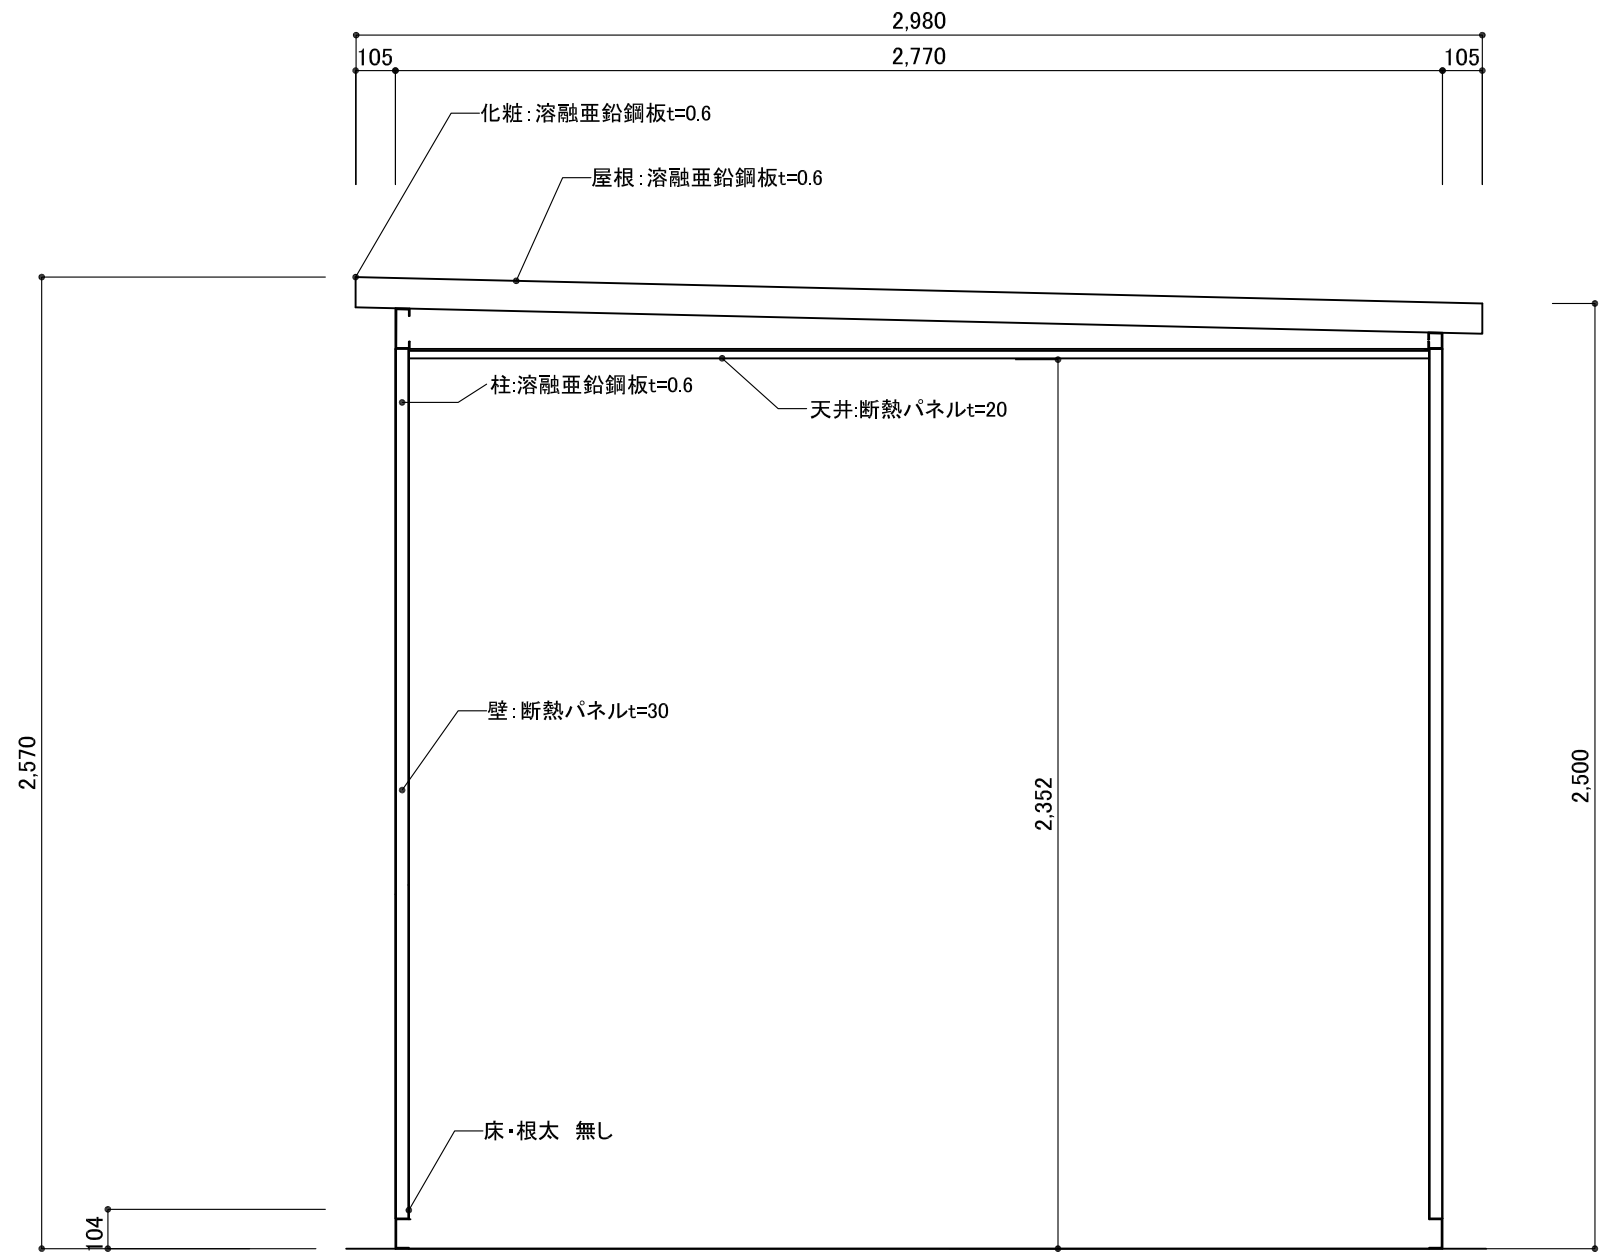 2,980
105
2,770
105
化粧：溶融亜鉛鋼板t=0.6
屋根：溶融亜鉛鋼板t=0.6
柱:溶融亜鉛鋼板t=0.6
天井:断熱パネルt=20
壁：断熱パネルt=30
2,570
2,352
2,500
床・根太　無し
104